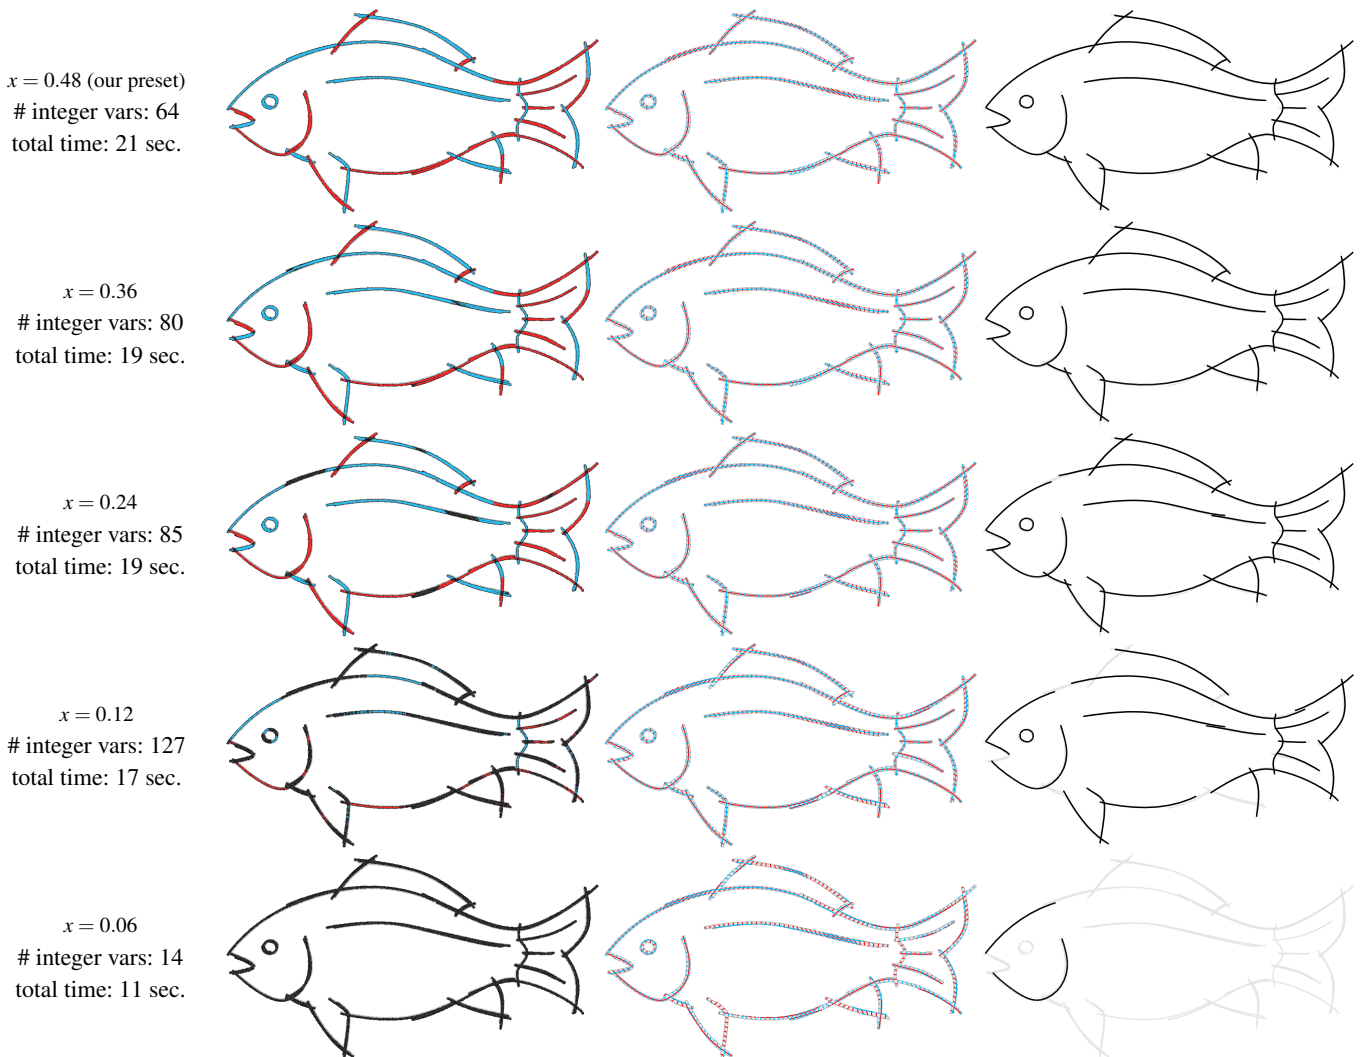 x = 0.48 (our preset)
# integer vars: 64
total time: 21 sec.
x = 0.36
# integer vars: 80
total time: 19 sec.
x = 0.24
# integer vars: 85
total time: 19 sec.
x = 0.12
# integer vars: 127
total time: 17 sec.
x = 0.06
# integer vars: 14
total time: 11 sec.